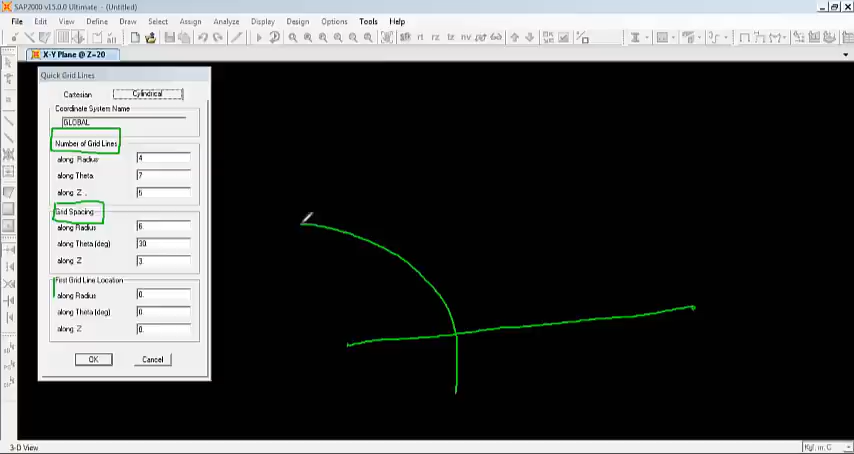 SAP2000 v15.0.0 Ultimate - (Untitled)
File Edit View Define Draw Select Assign Analyze Display Design Options Tools Help
X-Y Plane @ Z=20
Quick Grid Lines
Cartesian Cylindrical
Coordinate System Name
GLOBAL
Number of Grid Lines
along Radius 4
along Theta 7
along Z 5
Grid Spacing
along Radius 6.
along Theta (deg) 30.
along Z 3.
First Grid Line Location
along Radius 0.
along Theta (deg) 0.
along Z 0.
OK Cancel
3-D View
Kgf, m, C